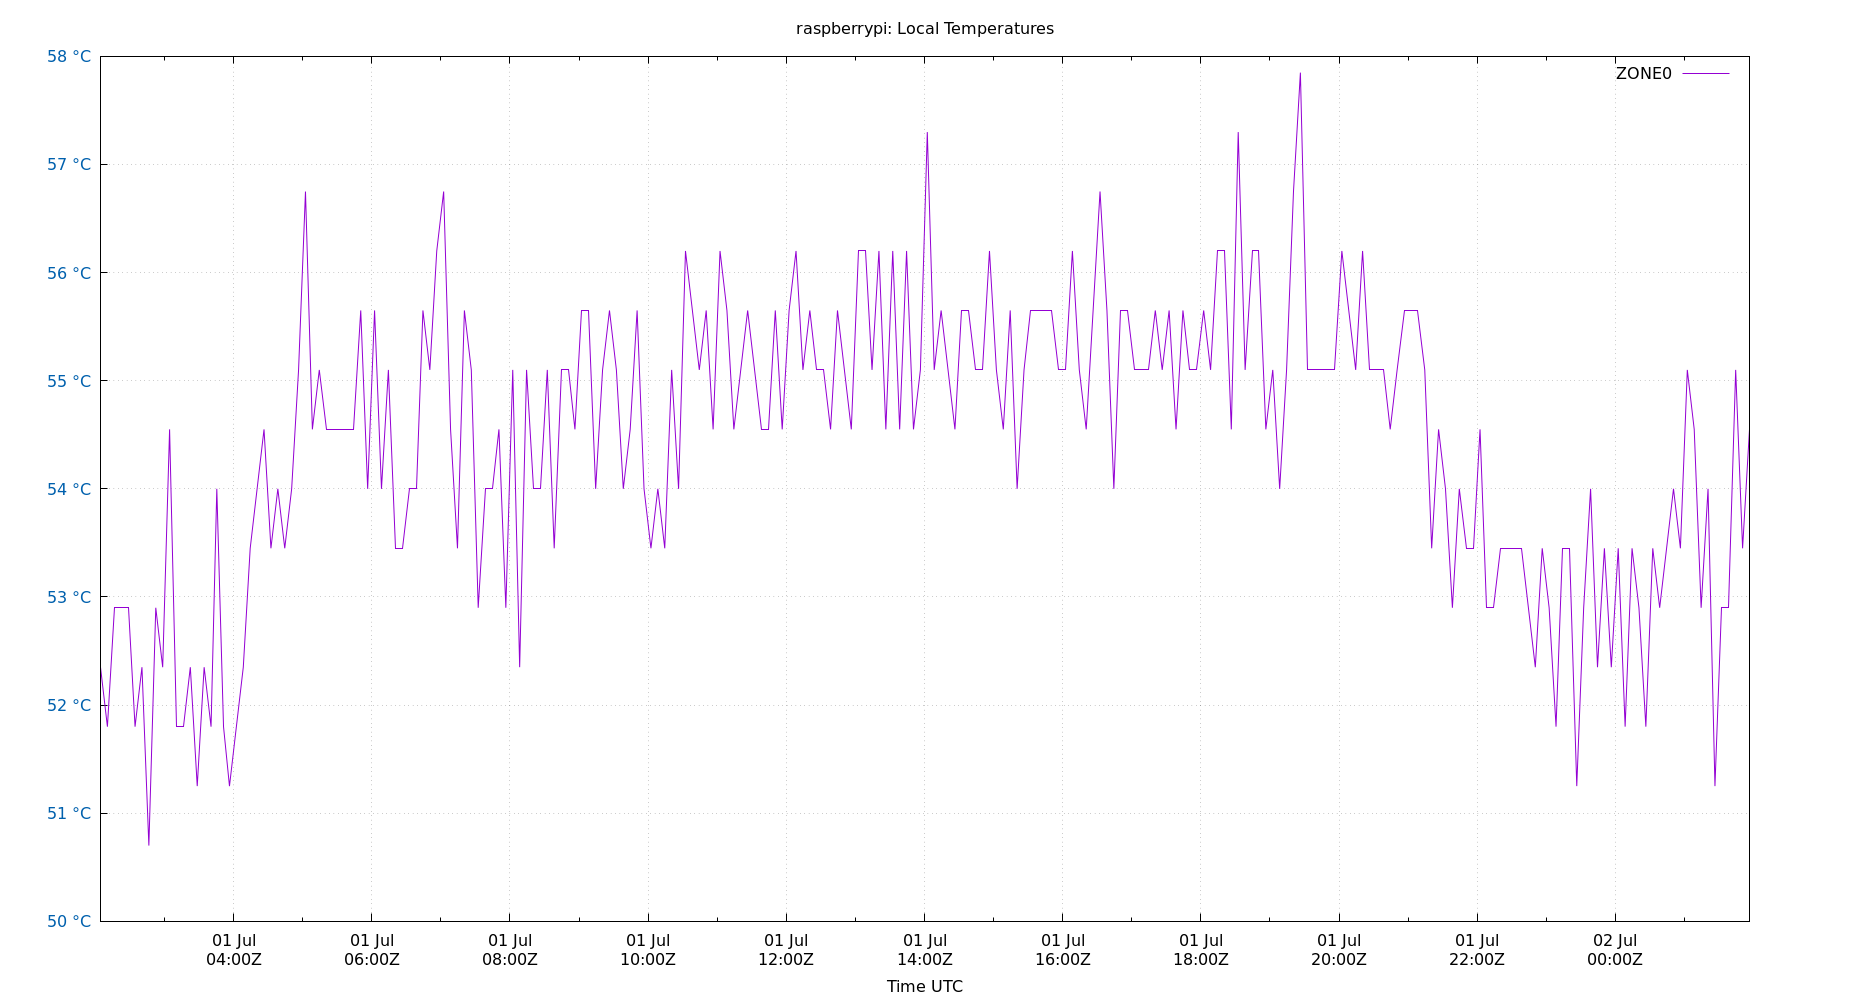 raspberrypi: Local Temperatures
58 °C
ZONE0
57 °C
56 °C
55 °C
54 °C
53 °C
52 °C
51 °C
50 °C
01 Jul 01 Jul 01 Jul 01 Jul 01 Jul 01 Jul 01 Jul 01 Jul 01 Jul 01 Jul 02 Jul
04:00Z 06:00Z 08:00Z 10:00Z 12:00Z 14:00Z 16:00Z 18:00Z 20:00Z 22:00Z 00:00Z
Time UTC